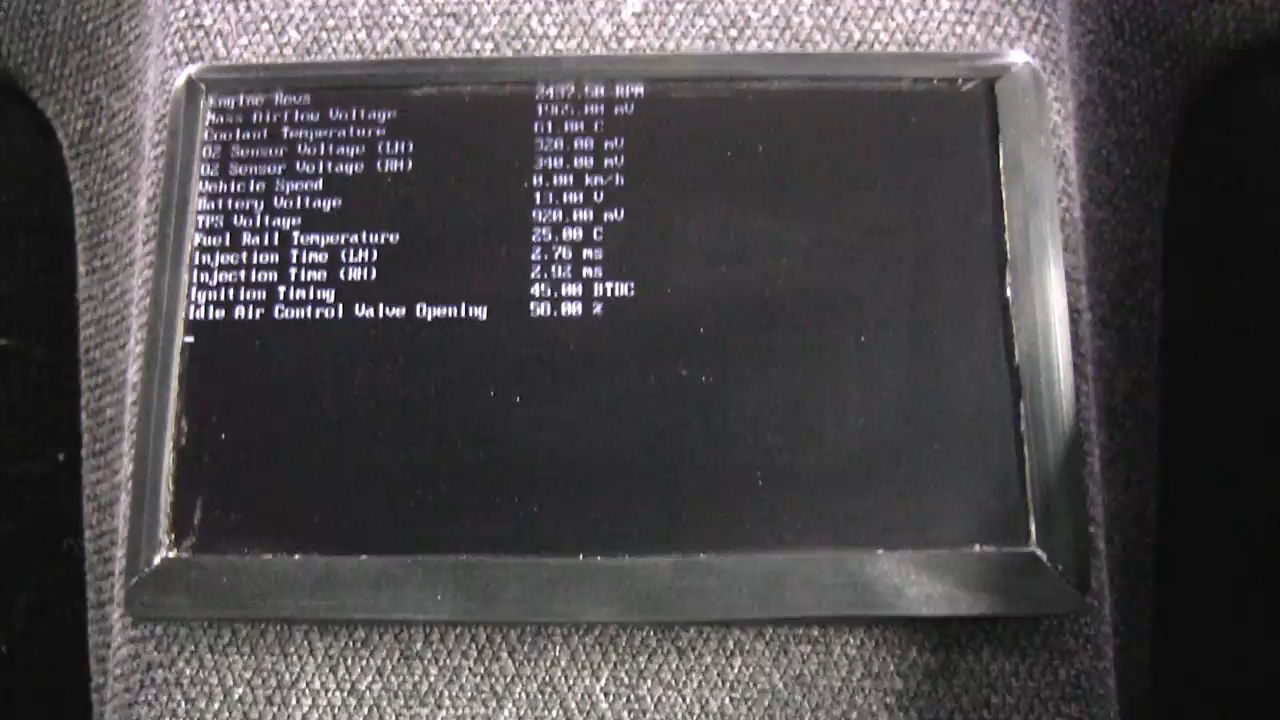 Engine Revs 2437.50 RPM
Mass Airflow Voltage 1965.00 mV
Coolant Temperature 61.00 C
O2 Sensor Voltage (LH) 320.00 mV
O2 Sensor Voltage (RH) 340.00 mV
Vehicle Speed 0.00 km/h
Battery Voltage 13.00 V
TPS Voltage 920.00 mV
Fuel Rail Temperature 25.00 C
Injection Time (LH) 2.76 ms
Injection Time (RH) 2.92 ms
Ignition Timing 45.00 BTDC
Idle Air Control Valve Opening 50.00 %